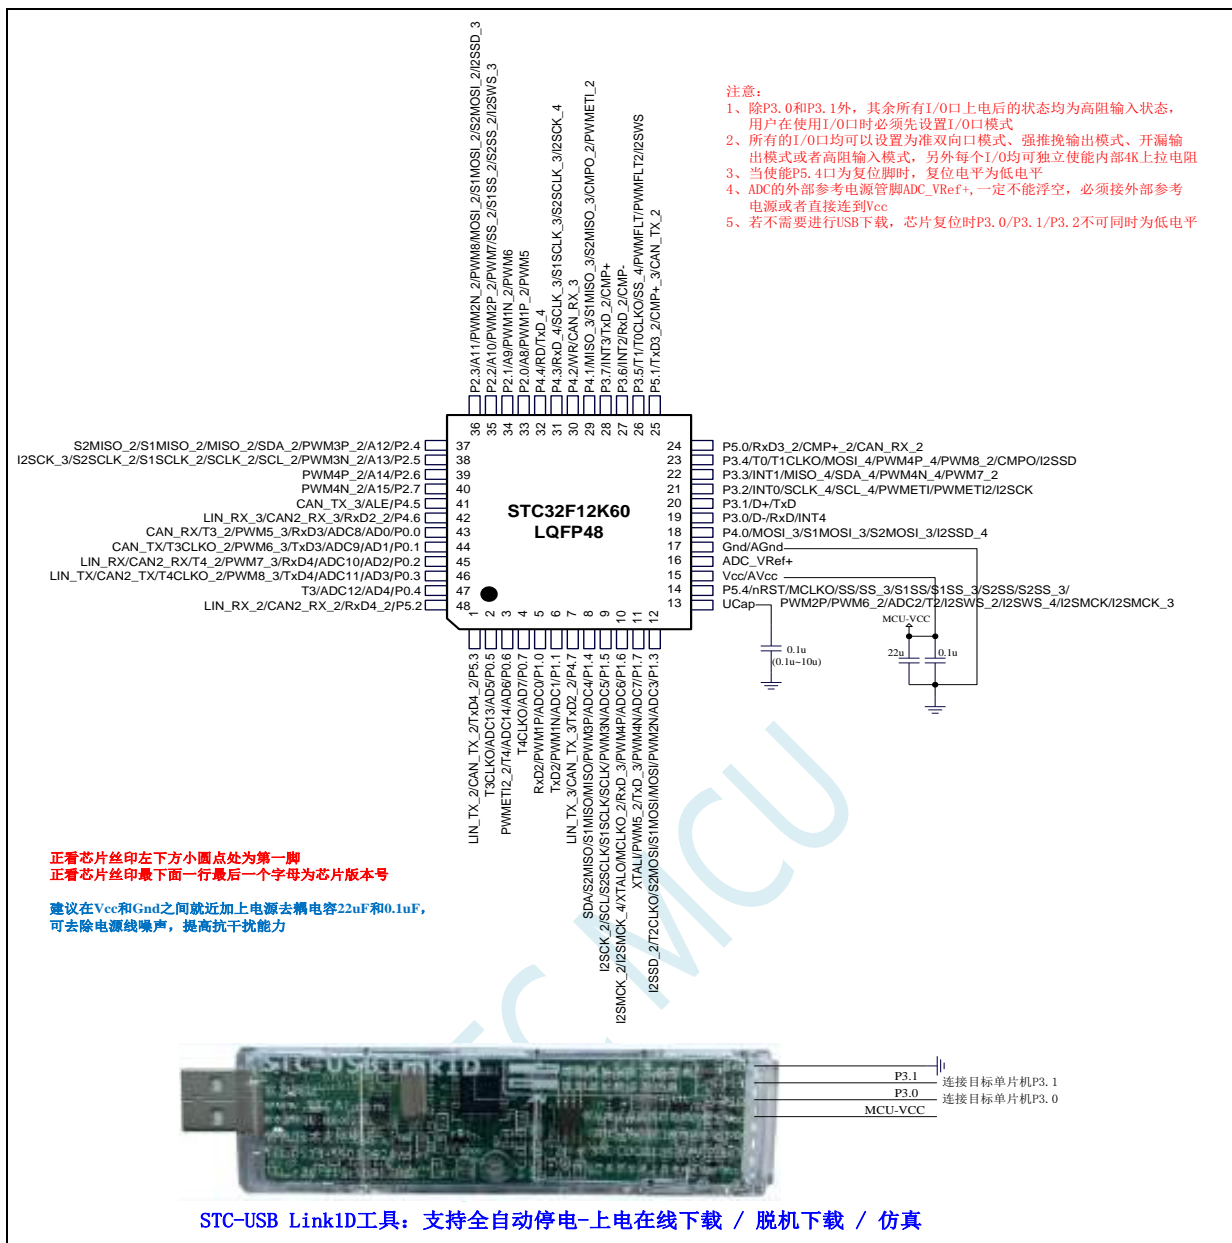 P2.3/A11/PWM2N_2/PWM8/MOSI_2/S1MOSI_2/S2MOSI_2/I2SSD_3
P2.2/A10/PWM2P_2/PWM7/SS_2/S1SS_2/S2SS_2/I2SWS_3
P2.1/A9/PWM1N_2/PWM6
P2.0/A8/PWM1P_2/PWM5
P4.4/RD/TxD_4
P4.3/RxD_4/SCLK_3/S1SCLK_3/S2SCLK_3/I2SCK_4
P4.2/WR/CAN_RX_3
P4.1/MISO_3/S1MISO_3/S2MISO_3/CMPO_2/PWMETI_2
P3.7/INT3/TxD_2/CMP+
P3.6/INT2/RxD_2/CMP-
P3.5/T1/T0CLKO/SS_4/PWMFLT/PWMFLT2/I2SWS
P5.1/TxD3_2/CMP+_3/CAN_TX_2
注意：
1、除P3.0和P3.1外，其余所有I/O口上电后的状态均为高阻输入状态，
用户在使用I/O口时必须先设置I/O口模式
2、所有的I/O口均可以设置为准双向口模式、强推挽输出模式、开漏输
出模式或者高阻输入模式，另外每个I/O均可独立使能内部4K上拉电阻
3、当使能P5.4口为复位脚时，复位电平为低电平
4、ADC的外部参考电源管脚ADC_VRef+,一定不能浮空，必须接外部参考
电源或者直接连到Vcc
5、若不需要进行USB下载，芯片复位时P3.0/P3.1/P3.2不可同时为低电平
36 35 34 33 32 31 30 29 28 27 26 25
S2MISO_2/S1MISO_2/MISO_2/SDA_2/PWM3P_2/A12/P2.4 37
I2SCK_3/S2SCLK_2/S1SCLK_2/SCLK_2/SCL_2/PWM3N_2/A13/P2.5 38
PWM4P_2/A14/P2.6 39
PWM4N_2/A15/P2.7 40
CAN_TX_3/ALE/P4.5 41
LIN_RX_3/CAN2_RX_3/RxD2_2/P4.6 42
CAN_RX/T3_2/PWM5_3/RxD3/ADC8/AD0/P0.0 43
CAN_TX/T3CLKO_2/PWM6_3/TxD3/ADC9/AD1/P0.1 44
LIN_RX/CAN2_RX/T4_2/PWM7_3/RxD4/ADC10/AD2/P0.2 45
LIN_TX/CAN2_TX/T4CLKO_2/PWM8_3/TxD4/ADC11/AD3/P0.3 46
T3/ADC12/AD4/P0.4 47
LIN_RX_2/CAN2_RX_2/RxD4_2/P5.2 48
STC32F12K60
LQFP48
24 P5.0/RxD3_2/CMP+_2/CAN_RX_2
23 P3.4/T0/T1CLKO/MOSI_4/PWM4P_4/PWM8_2/CMPO/I2SSD
22 P3.3/INT1/MISO_4/SDA_4/PWM4N_4/PWM7_2
21 P3.2/INT0/SCLK_4/SCL_4/PWMETI/PWMETI2/I2SCK
20 P3.1/D+/TxD
19 P3.0/D-/RxD/INT4
18 P4.0/MOSI_3/S1MOSI_3/S2MOSI_3/I2SSD_4
17 Gnd/AGnd
16 ADC_VRef+
15 Vcc/AVcc
14 P5.4/nRST/MCLKO/SS/SS_3/S1SS/S1SS_3/S2SS/S2SS_3/
PWM2P/PWM6_2/ADC2/T2/I2SWS_2/I2SWS_4/I2SMCK/I2SMCK_3
13 UCap
MCU-VCC
0.1u
(0.1u~10u)
22u
0.1u
1 2 3 4 5 6 7 8 9 10 11 12
LIN_TX_2/CAN_TX_2/TxD4_2/P5.3
T3CLKO/ADC13/AD5/P0.5
PWMETI2_2/T4/ADC14/AD6/P0.6
T4CLKO/AD7/P0.7
RxD2/PWM1P/ADC0/P1.0
TxD2/PWM1N/ADC1/P1.1
LIN_TX_3/CAN_TX_3/TxD2_2/P4.7
SDA/S2MISO/S1MISO/MISO/PWM3P/ADC4/P1.4
I2SCK_2/SCL/S2SCLK/S1SCLK/SCLK/PWM3N/ADC5/P1.5
I2SMCK_2/I2SMCK_4/XTALO/MCLKO_2/RxD_3/PWM4P/ADC6/P1.6
XTALI/PWM5_2/TxD_3/PWM4N/ADC7/P1.7
I2SSD_2/T2CLKO/S2MOSI/S1MOSI/MOSI/PWM2N/ADC3/P1.3
正看芯片丝印左下方小圆点处为第一脚
正看芯片丝印最下面一行最后一个字母为芯片版本号
建议在Vcc和Gnd之间就近加上电源去耦电容22uF和0.1uF，
可去除电源线噪声，提高抗干扰能力
STC MCU
STC-USB Link1D
P3.1 连接目标单片机P3.1
P3.0 连接目标单片机P3.0
MCU-VCC
STC-USB Link1D工具：支持全自动停电-上电在线下载 / 脱机下载 / 仿真